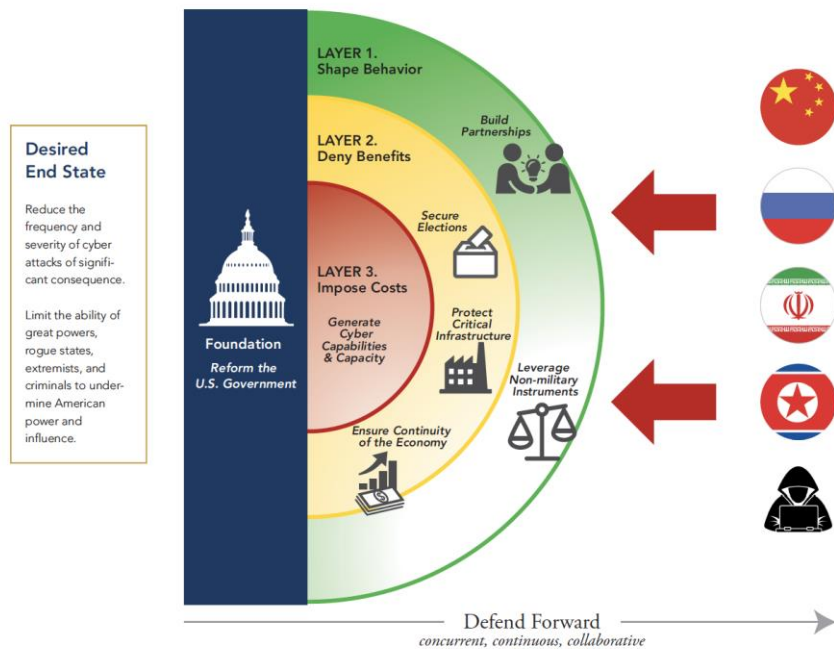 Desired
End State
Reduce the
frequency and
severity of cyber
attacks of signifi-
cant consequence.
Limit the ability of
great powers,
rogue states,
extremists, and
criminals to under-
mine American
power and
influence.
Foundation
Reform the
U.S. Government
LAYER 1.
Shape Behavior
Build
Partnerships
LAYER 2.
Deny Benefits
Secure
Elections
LAYER 3.
Impose Costs
Generate
Cyber
Capabilities
& Capacity
Protect
Critical
Infrastructure
Leverage
Non-military
Instruments
Ensure Continuity
of the Economy
$
Defend Forward
concurrent, continuous, collaborative